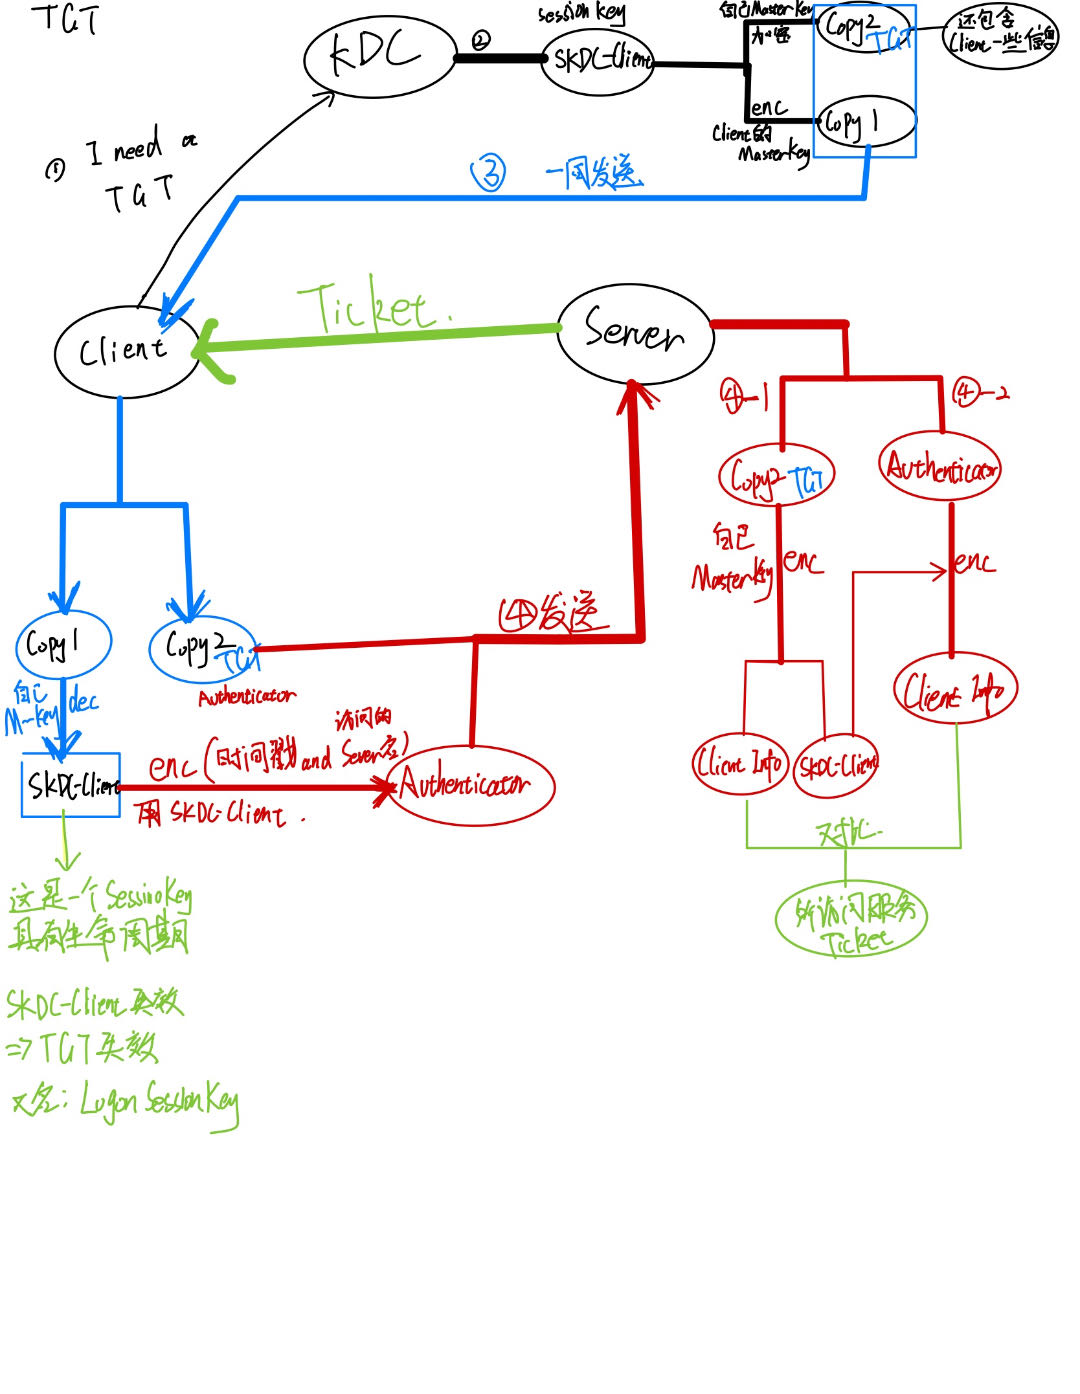 TGT
KDC
②
session key
SKDC-Client
自己Master Key
加密
Copy2
TGT
还包含
Client一些信息
enc
Client的
Master Key
Copy 1
① I need a
TGT
③ 一同发送
Ticket.
Client
Server
④-1
④-2
Copy2 TGT
Authenticator
自己
Master key
enc
enc
Client Info
Client Info
SKDC-Client
对比
所访问服务
Ticket
④发送
Copy 1
Copy 2
TGT
Authenticator
自己
M-key
dec
SKDC-Client
enc (时间戳 and 访问的
Server名)
用 SKDC-Client.
Authenticator
这是一个SessinoKey
具有生命周期
SKDC-Client失效
=> TGT失效
又名: Logon SessionKey